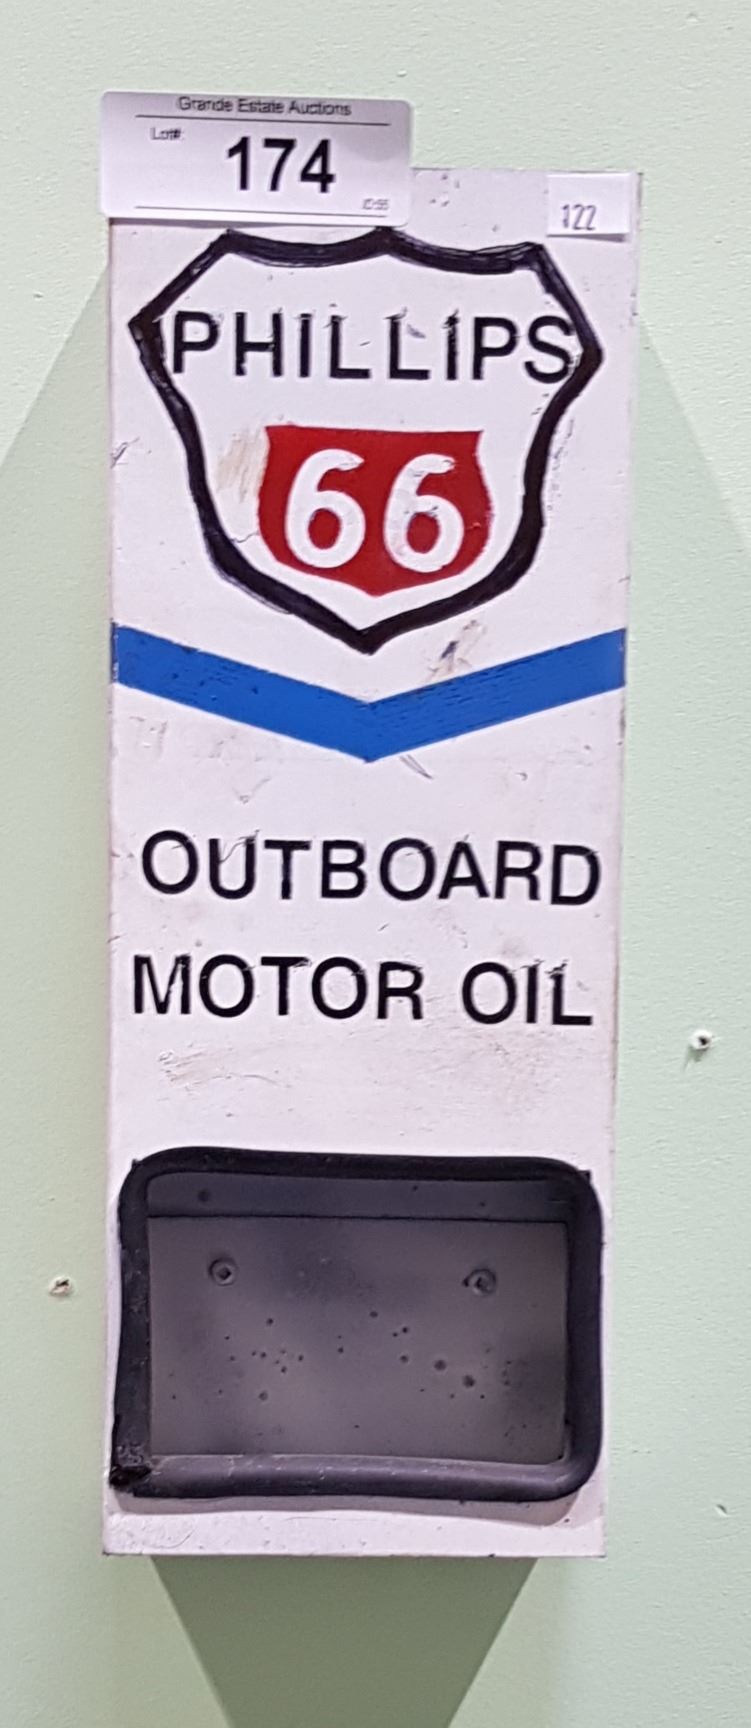 Grande Estate Auctions
Lot#:
174
122
PHILLIPS
66
OUTBOARD
MOTOR OIL